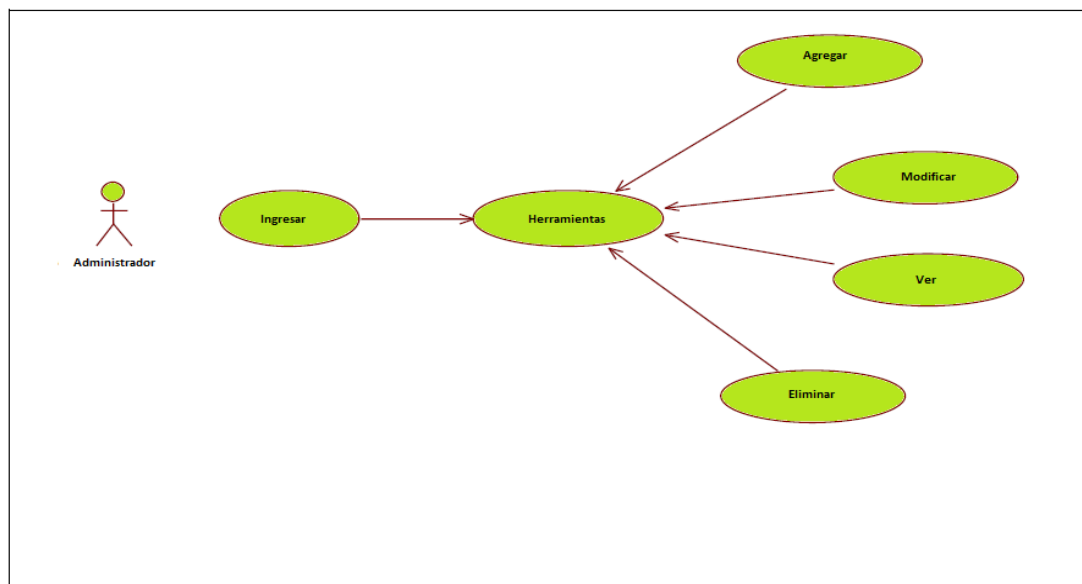 Agregar
Modificar
Ingresar
Herramientas
Administrador
Ver
Eliminar